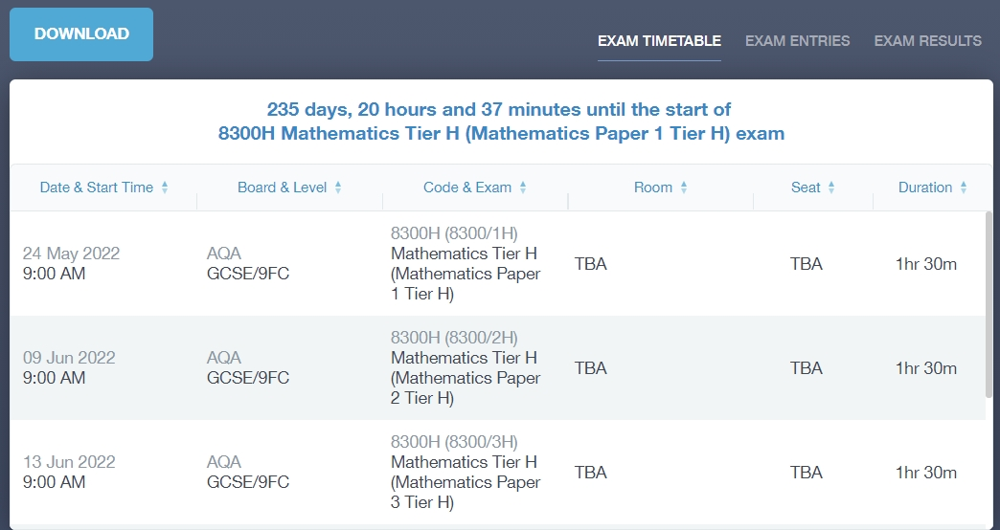 DOWNLOAD
EXAM TIMETABLE EXAM ENTRIES EXAM RESULTS
235 days, 20 hours and 37 minutes until the start of
8300H Mathematics Tier H (Mathematics Paper 1 Tier H) exam
Date & Start Time Board & Level Code & Exam Room Seat Duration
8300H (8300/1H)
24 May 2022 AQA Mathematics Tier H
9:00 AM GCSE/9FC (Mathematics Paper TBA TBA 1hr 30m
1 Tier H)
8300H (8300/2H)
09 Jun 2022 AQA Mathematics Tier H
9:00 AM GCSE/9FC (Mathematics Paper TBA TBA 1hr 30m
2 Tier H)
8300H (8300/3H)
13 Jun 2022 AQA Mathematics Tier H
9:00 AM GCSE/9FC (Mathematics Paper TBA TBA 1hr 30m
3 Tier H)